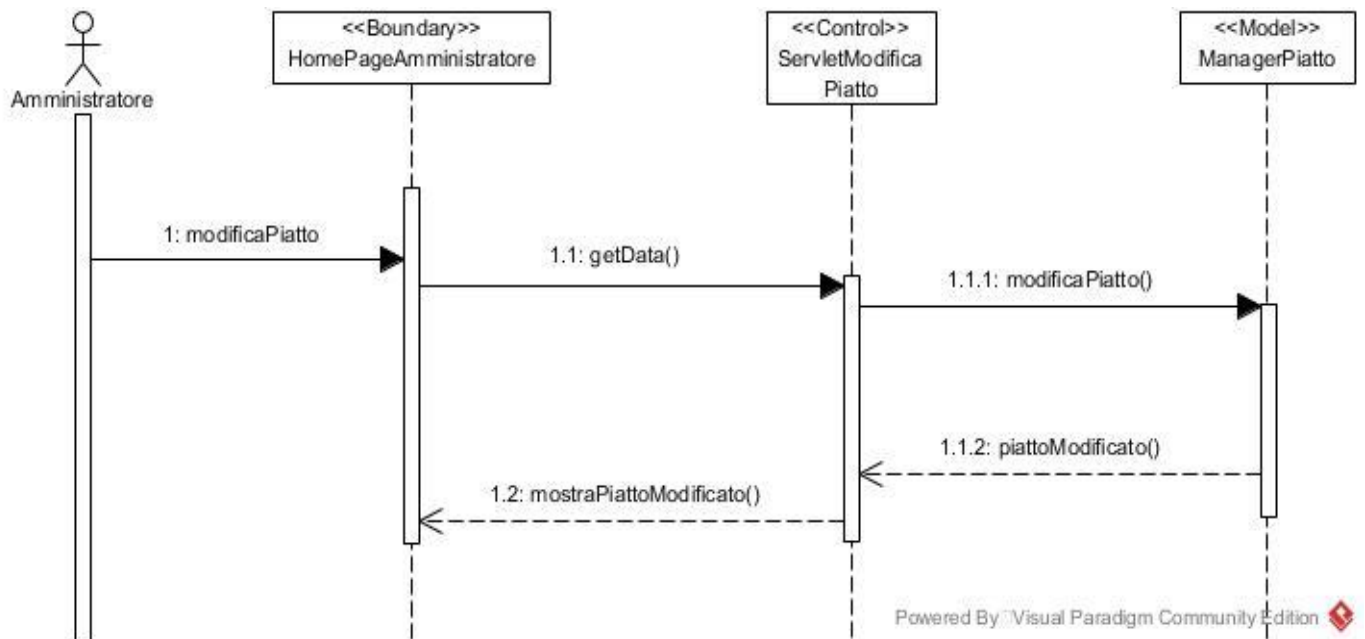 <<Boundary>>
HomePageAmministratore
<<Control>>
ServletModifica
Piatto
<<Model>>
ManagerPiatto
Amministratore
1: modificaPiatto
1.1: getData()
1.1.1: modificaPiatto()
1.1.2: piattoModificato()
1.2: mostraPiattoModificato()
Powered By Visual Paradigm Community Edition